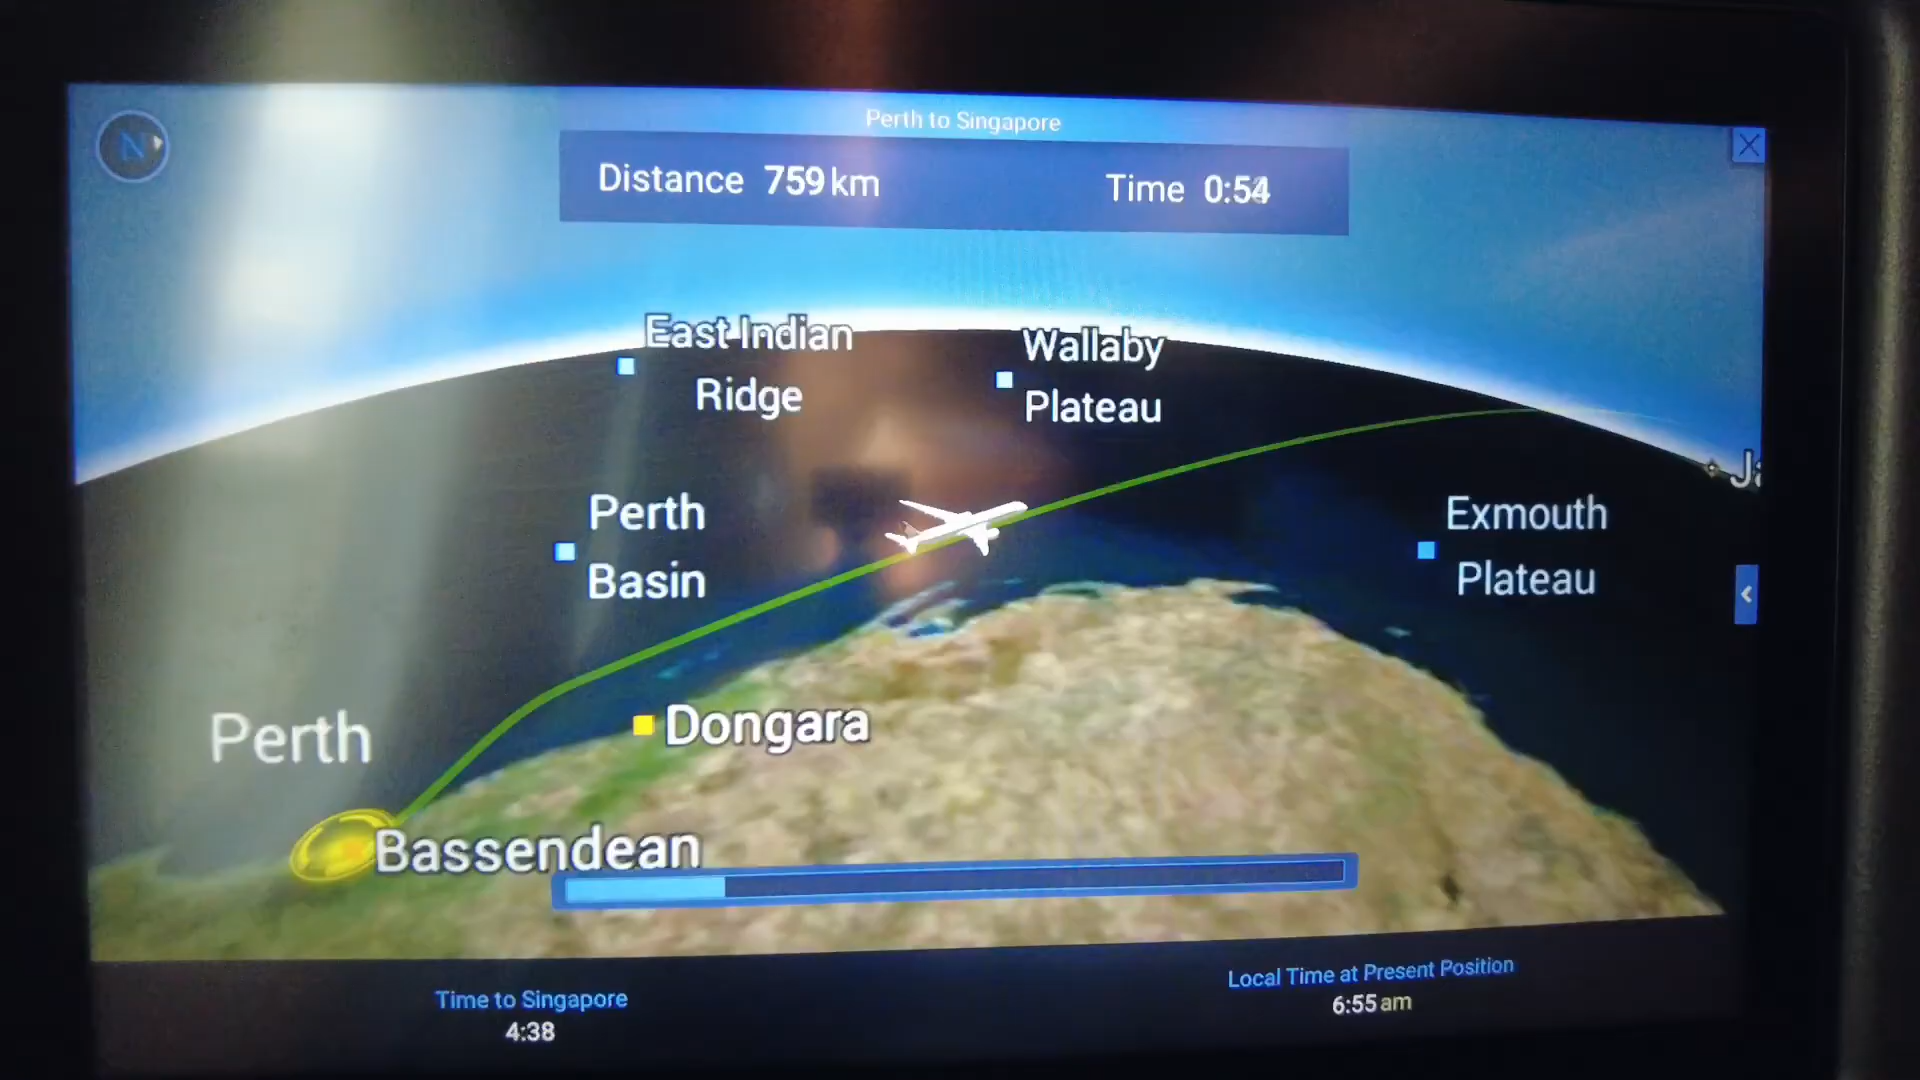 N
Perth to Singapore
Distance 759 km
Time 0:54
East Indian
Ridge
Wallaby
Plateau
Perth
Basin
Exmouth
Plateau
Perth
Dongara
Bassendean
Time to Singapore
4:38
Local Time at Present Position
6:55 am